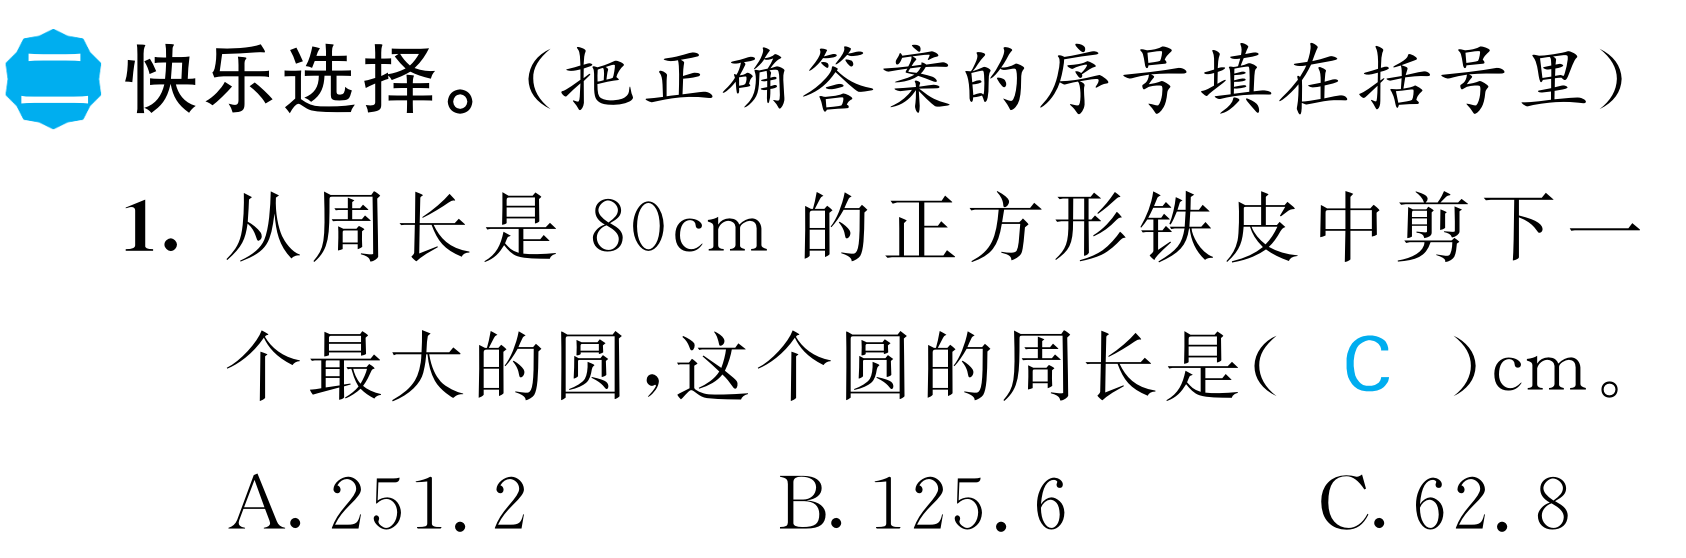 二 快乐选择。(把正确答案的序号填在括号里)
1. 从周长是 80cm 的正方形铁皮中剪下一
个最大的圆,这个圆的周长是( C )cm。
A. 251. 2 B. 125. 6 C. 62. 8